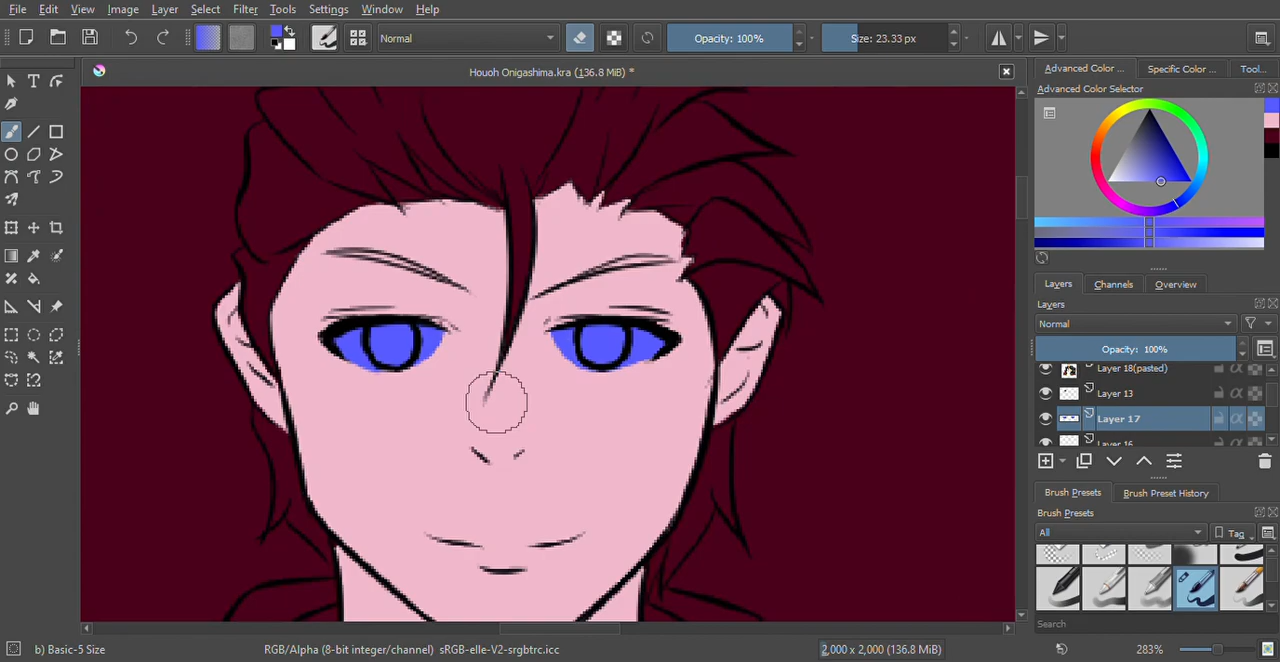 File Edit View Image Layer Select Filter Tools Settings Window Help
Normal Opacity: 100% Size: 23.33 px
Houoh Onigashima.kra (136.8 MiB) *
Advanced Color ... Specific Color ... Tool...
Advanced Color Selector
Layers Channels Overview
Layers
Normal
Opacity: 100%
Layer 18(pasted)
Layer 13
Layer 17
Layer 16
Brush Presets Brush Preset History
Brush Presets
All Tag
Search
b) Basic-5 Size RGB/Alpha (8-bit integer/channel) sRGB-elle-V2-srgbtrc.icc 2,000 x 2,000 (136.8 MiB) 283%